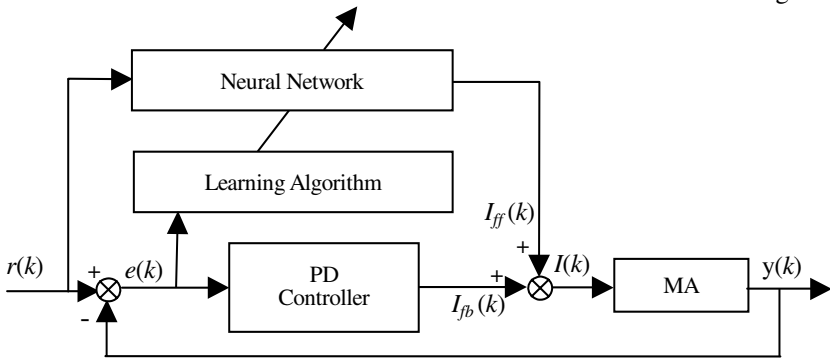 Neural Network
Learning Algorithm
I_ff(k)
+
r(k)
+
e(k)
PD
Controller
+
I(k)
MA
y(k)
I_fb(k)
-